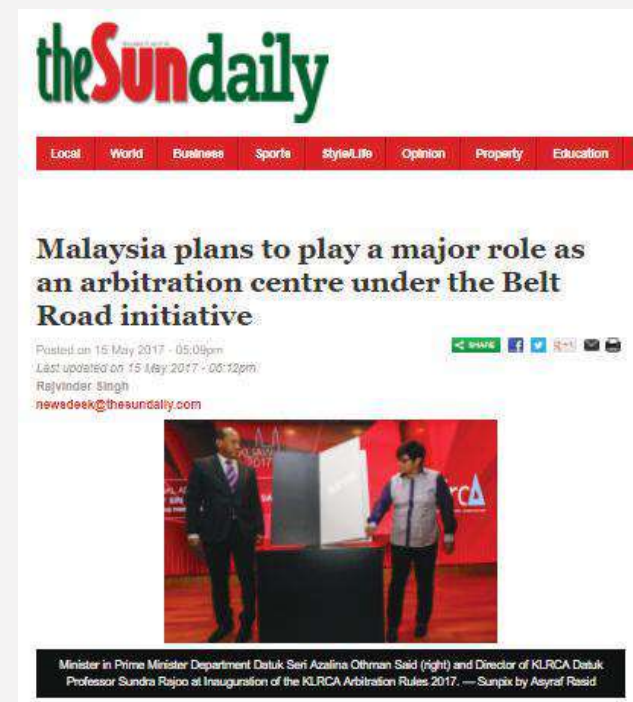 theSundaily
Local World Business Sports Style/Life Opinion Property Education
Malaysia plans to play a major role as
an arbitration centre under the Belt
Road initiative
Posted on 15 May 2017 - 05:09pm
Last updated on 15 May 2017 - 05:12pm
Rajvinder Singh
newsdesk@thesundaily.com
SHARE
KLIAW
2017
rcA
Minister in Prime Minister Department Datuk Seri Azalina Othman Said (right) and Director of KLRCA Datuk
Professor Sundra Rajoo at Inauguration of the KLRCA Arbitration Rules 2017. — Sunpix by Asyraf Rasid